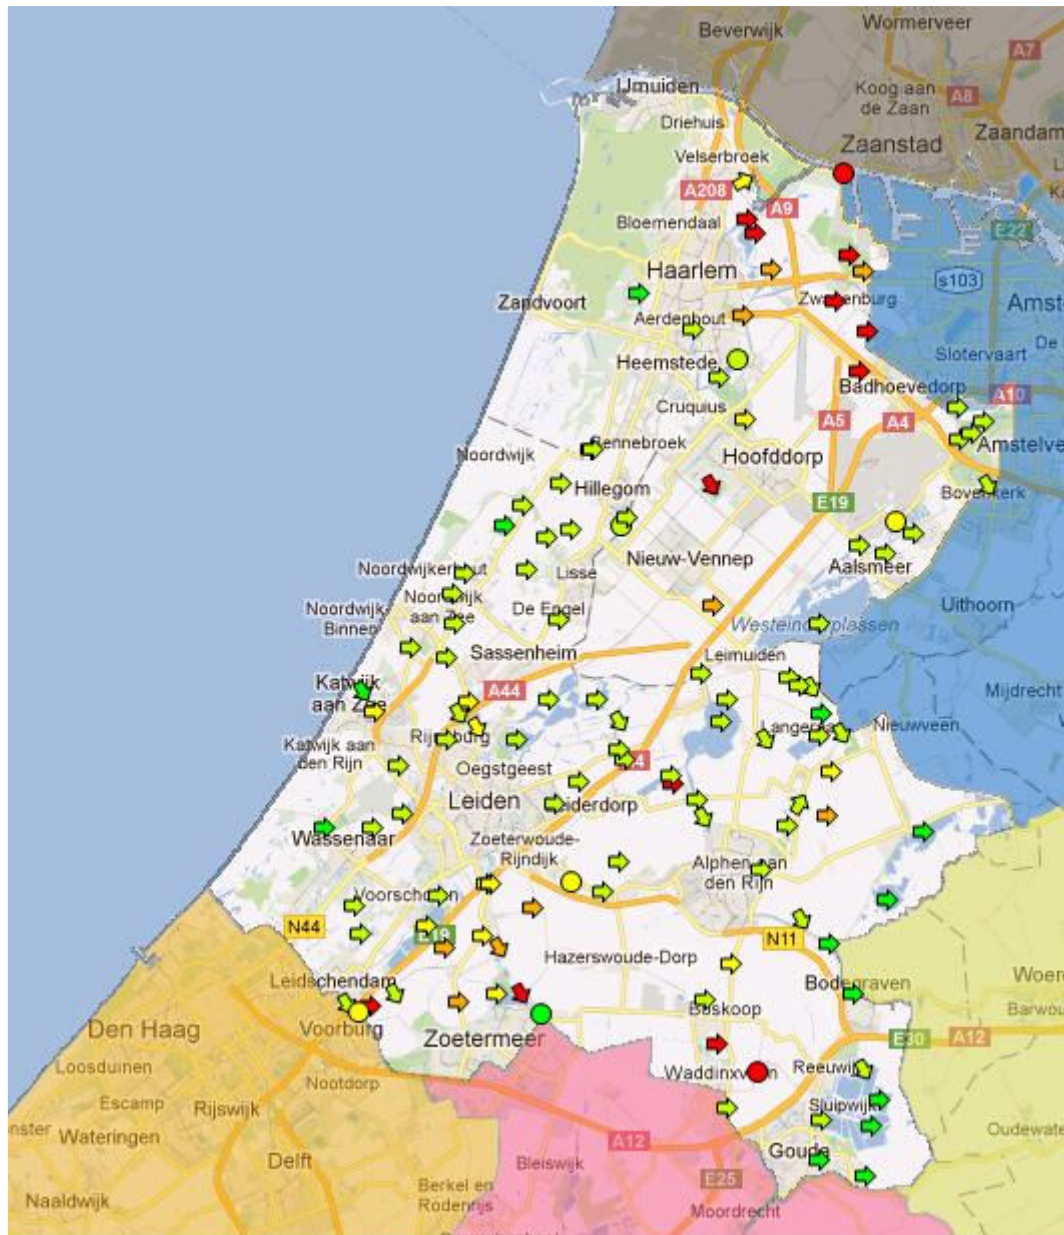 Wormerveer
Beverwijk
A7
IJmuiden
Koog aan
de Zaan
A8
Driehuis
Zaandam
Zaanstad
Velserbroek
A208
A9
Bloemendaal
E22
Haarlem
s103
Zandvoort
Amst
Aerdenhout
De
Slotervaart
Heemstede
Badhoevedorp
A10
Cruquius
A5
A4
Amstelve
Bennebroek
Noordwijk
Hoofddorp
Hillegom
Bovenkerk
E19
Nieuw-Vennep
Noordwijkerhout
Lisse
Aalsmeer
Noordwijk
aan Zee
Noordwijk-
Binnen
De Engel
Uithoorn
Westeinderplassen
Sassenheim
Leimuiden
Katwijk
aan Zee
A44
Mijdrecht
Nieuwveen
Katwijk aan
den Rijn
Oegstgeest
Leiden
Wassenaar
Zoeterwoude-
Rijndijk
Alphen aan
den Rijn
N44
E19
N11
Hazerswoude-Dorp
Leidschendam
Bodegraven
Woer
Den Haag
Voorburg
Boskoop
Barwou
Zoetermeer
E30
A12
Loosduinen
Nootdorp
Reeuwijk
Escamp
Rijswijk
Sluipwijk
nster
Wateringen
Oudewate
A12
Delft
Gouda
Bleiswijk
E25
Naaldwijk
Berkel en
Rodenrijs
Moordrecht